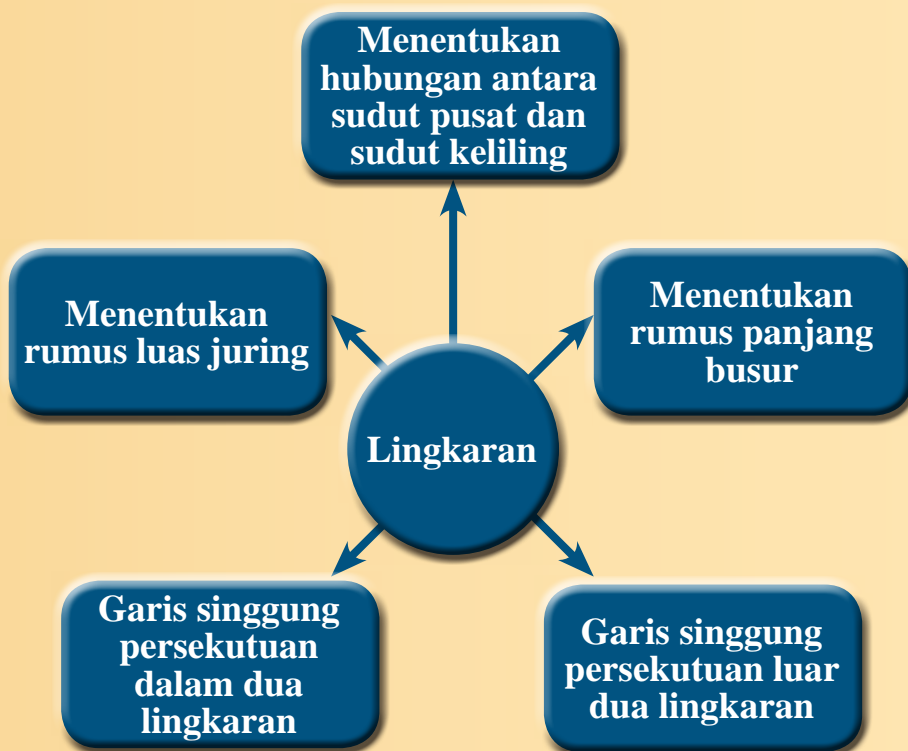 Menentukan
hubungan antara
sudut pusat dan
sudut keliling
Menentukan
rumus luas juring
Menentukan
rumus panjang
busur
Lingkaran
Garis singgung
persekutuan
dalam dua
lingkaran
Garis singgung
persekutuan luar
dua lingkaran